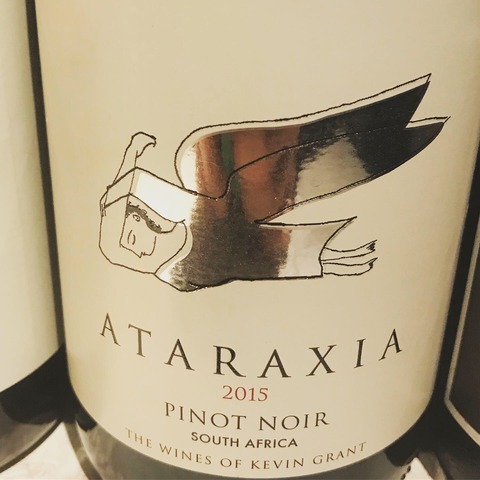 ATARAXIA
2015
PINOT NOIR
SOUTH AFRICA
THE WINES OF KEVIN GRANT